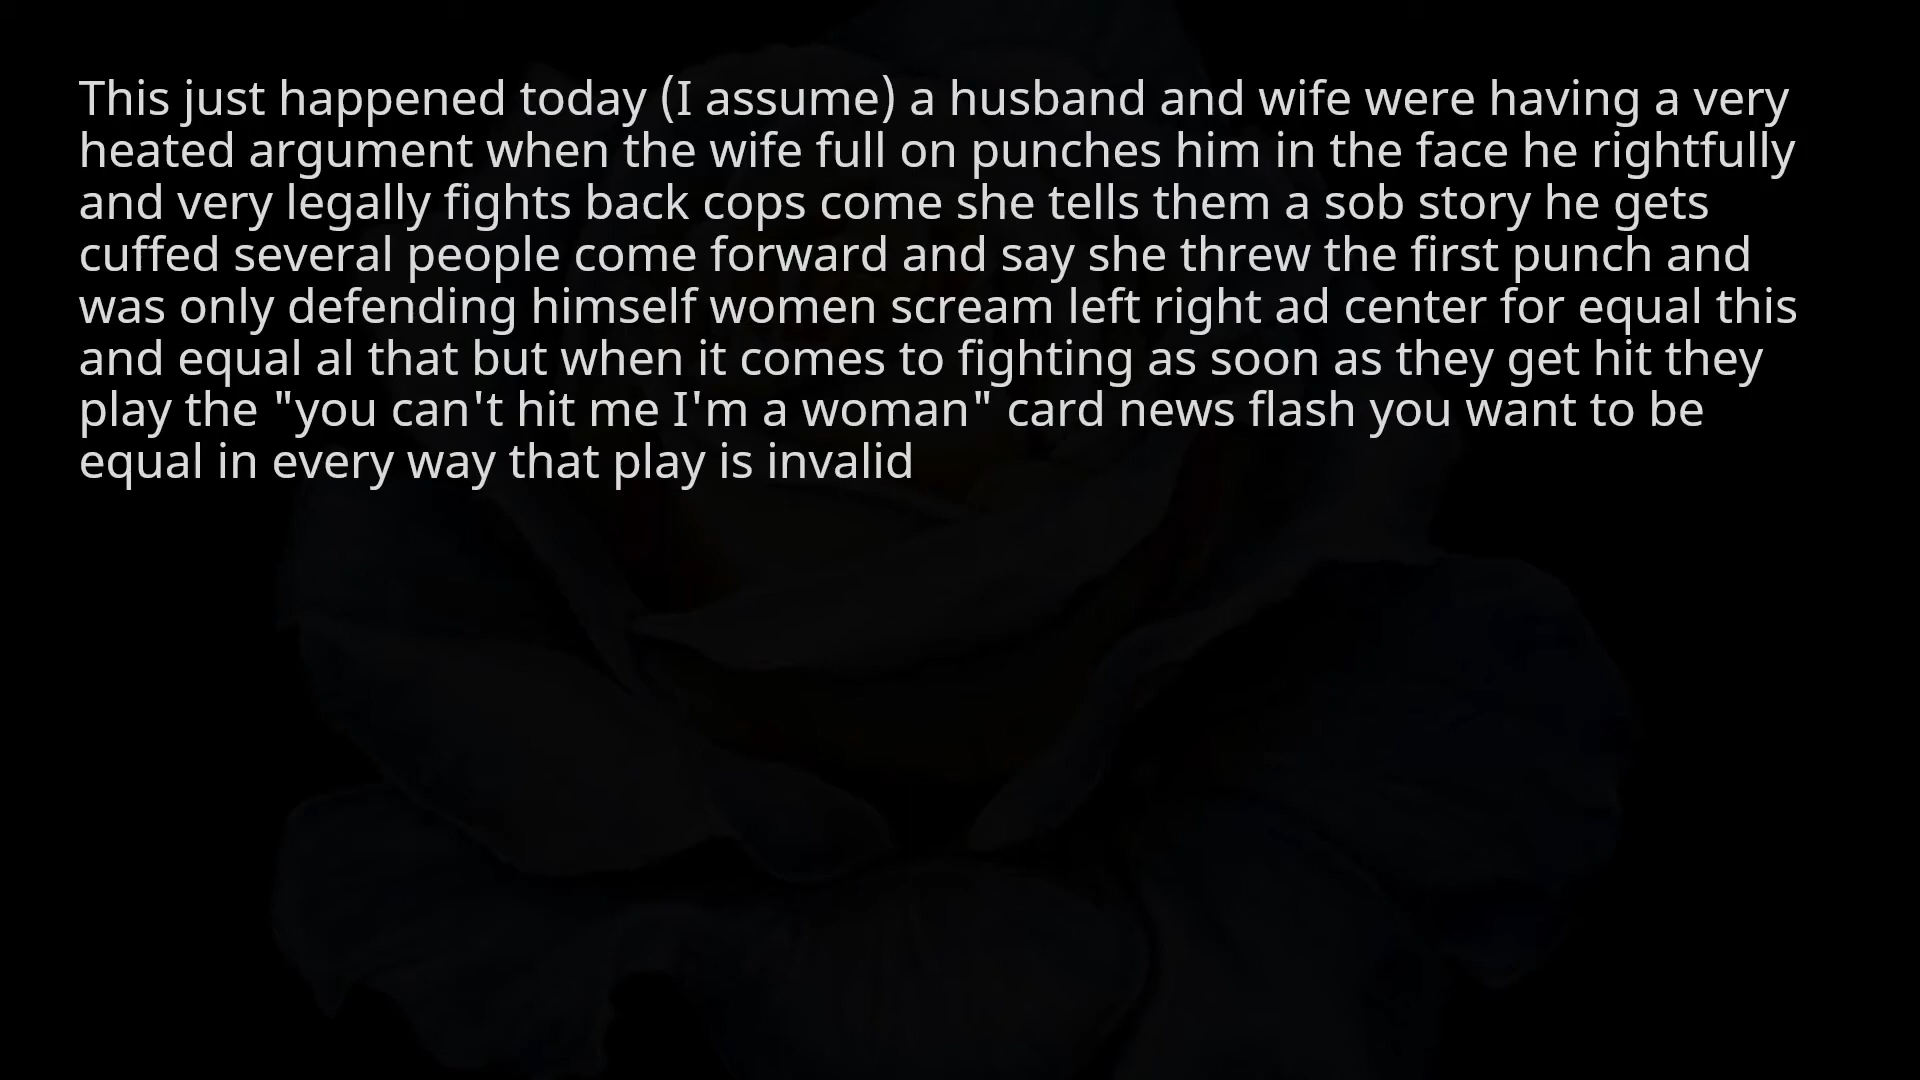 This just happened today (I assume) a husband and wife were having a very
heated argument when the wife full on punches him in the face he rightfully
and very legally fights back cops come she tells them a sob story he gets
cuffed several people come forward and say she threw the first punch and
was only defending himself women scream left right ad center for equal this
and equal al that but when it comes to fighting as soon as they get hit they
play the "you can't hit me I'm a woman" card news flash you want to be
equal in every way that play is invalid